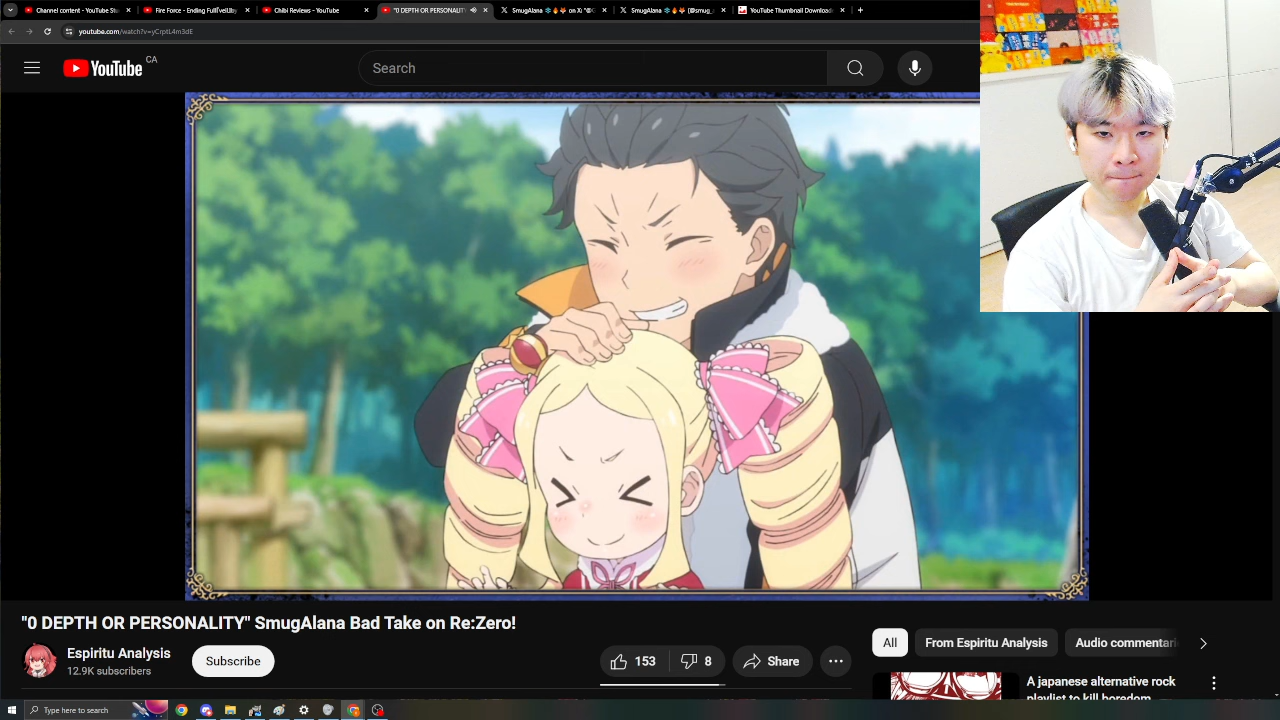 Channel content - YouTube Stu
Fire Force - Ending Full
Chibi Reviews - YouTube
"0 DEPTH OR PERSONALITY"
SmugAlana
SmugAlana
YouTube Thumbnail Download
youtube.com/watch?v=yCrptL4m3dE
YouTube CA
Search
"0 DEPTH OR PERSONALITY" SmugAlana Bad Take on Re:Zero!
Espiritu Analysis
12.9K subscribers
Subscribe
153
8
Share
All
From Espiritu Analysis
Audio commentari
A japanese alternative rock
playlist to kill boredom
Type here to search